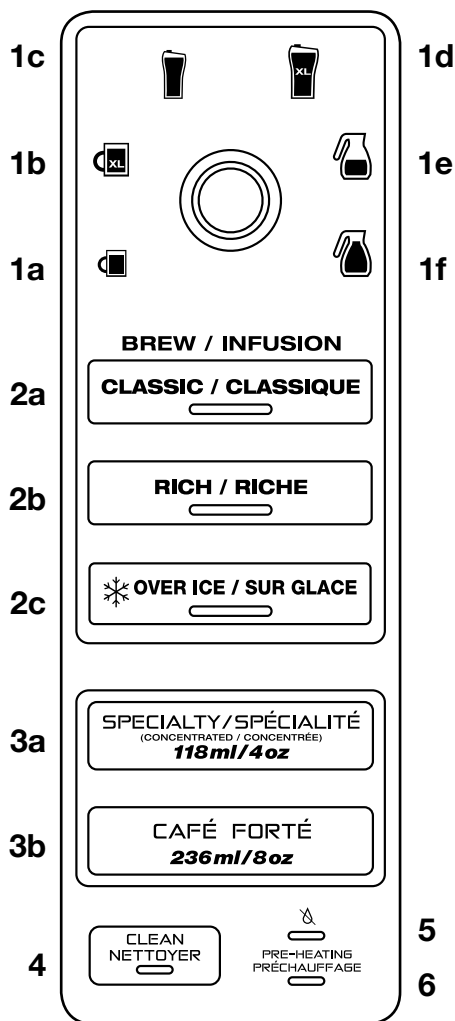 1c
1d
XL
1b
XL
1e
1a
1f
BREW / INFUSION
2a
CLASSIC / CLASSIQUE
2b
RICH / RICHE
2c
OVER ICE / SUR GLACE
3a
SPECIALTY/SPÉCIALITÉ
(CONCENTRATED / CONCENTRÉE)
118ml/4oz
3b
CAFÉ FORTÉ
236ml/8oz
4
CLEAN
NETTOYER
5
PRE-HEATING
PRÉCHAUFFAGE
6